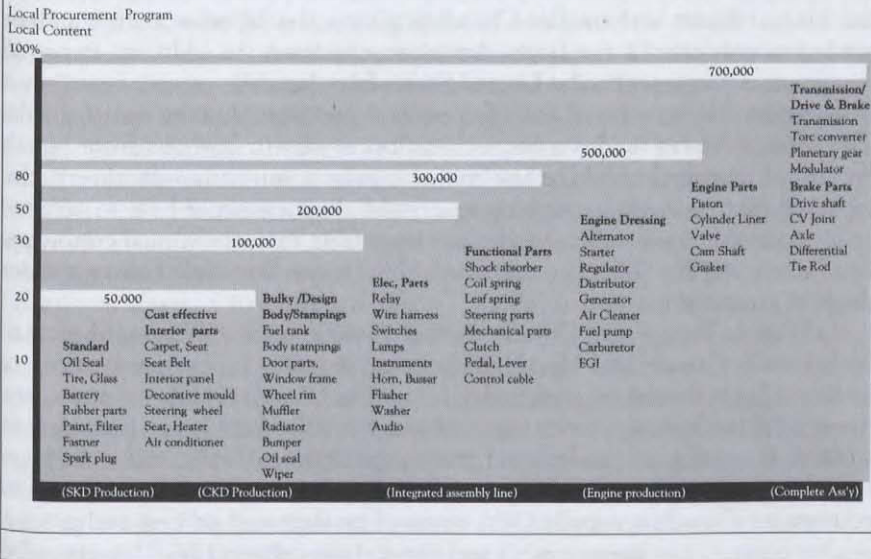 Local Procurement Program
Local Content
100%
80
50
30
20
10
50,000
100,000
200,000
300,000
500,000
700,000
Standard
Oil Seal
Tire, Glass
Battery
Rubber parts
Paint, Filter
Fastner
Spark plug
Cust effective
Interior parts
Carpet, Seat
Seat Belt
Interior panel
Decorative mould
Steering wheel
Seat, Heater
Air conditioner
Bulky /Design
Body/Stampings
Fuel tank
Body stampings
Door parts,
Window frame
Wheel rim
Muffler
Radiator
Bumper
Oil seal
Wiper
Elec, Parts
Relay
Wire harness
Switches
Lamps
Instruments
Horn, Bussar
Flasher
Washer
Audio
Functional Parts
Shock absorber
Coil spring
Leaf spring
Steering parts
Mechanical parts
Clutch
Pedal, Lever
Control cable
Engine Dressing
Alternator
Starter
Regulator
Distributor
Generator
Air Cleaner
Fuel pump
Carburetor
EGI
Engine Parts
Piston
Cylinder Liner
Valve
Cam Shaft
Gasket
Transmission/
Drive & Brake
Transmission
Torc converter
Planetary gear
Modulator
Brake Parts
Drive shaft
CV Joint
Axle
Differential
Tie Rod
(SKD Production)
(CKD Production)
(Integrated assembly line)
(Engine production)
(Complete Ass'y)